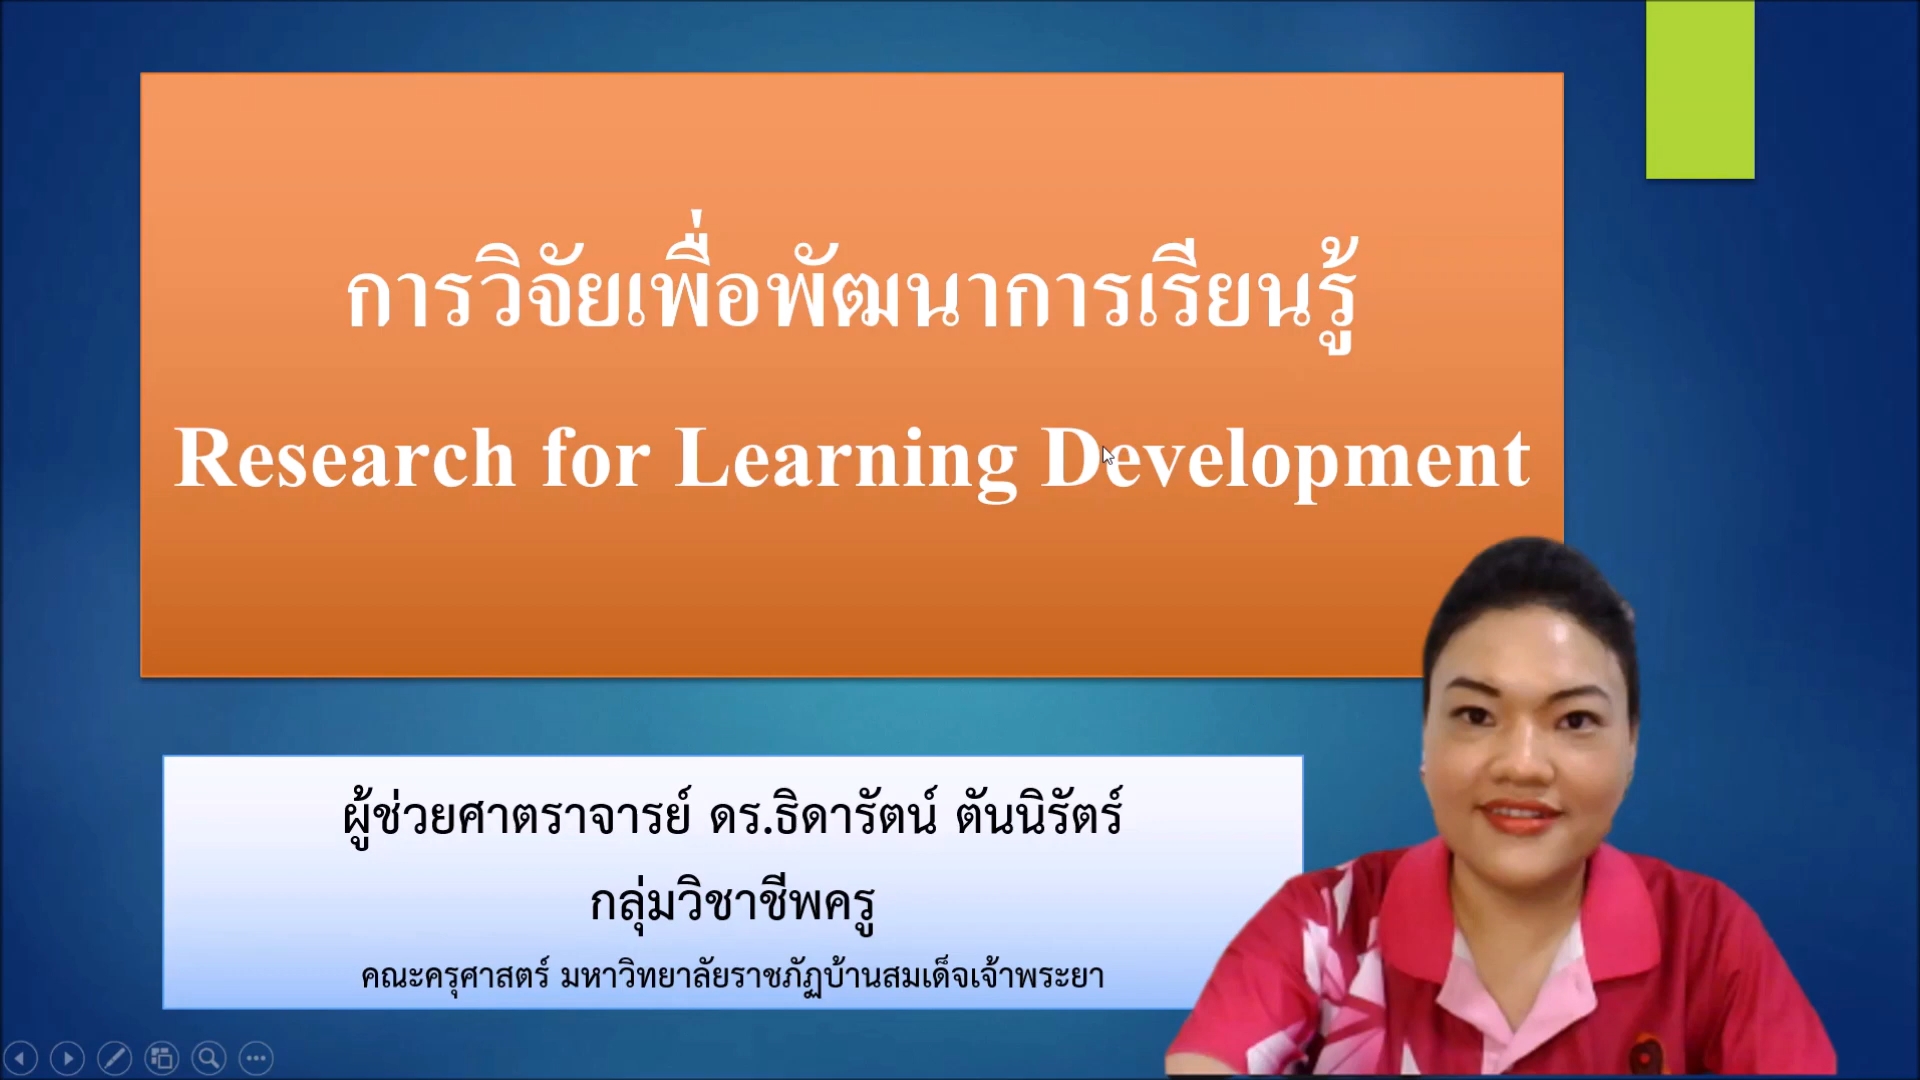 การวิจัยเพื่อพัฒนาการเรียนรู้
Research for Learning Development
ผู้ช่วยศาตราจารย์ ดร.ธิดารัตน์ ตันนิรัตร์
กลุ่มวิชาชีพครู
คณะครุศาสตร์ มหาวิทยาลัยราชภัฏบ้านสมเด็จเจ้าพระยา